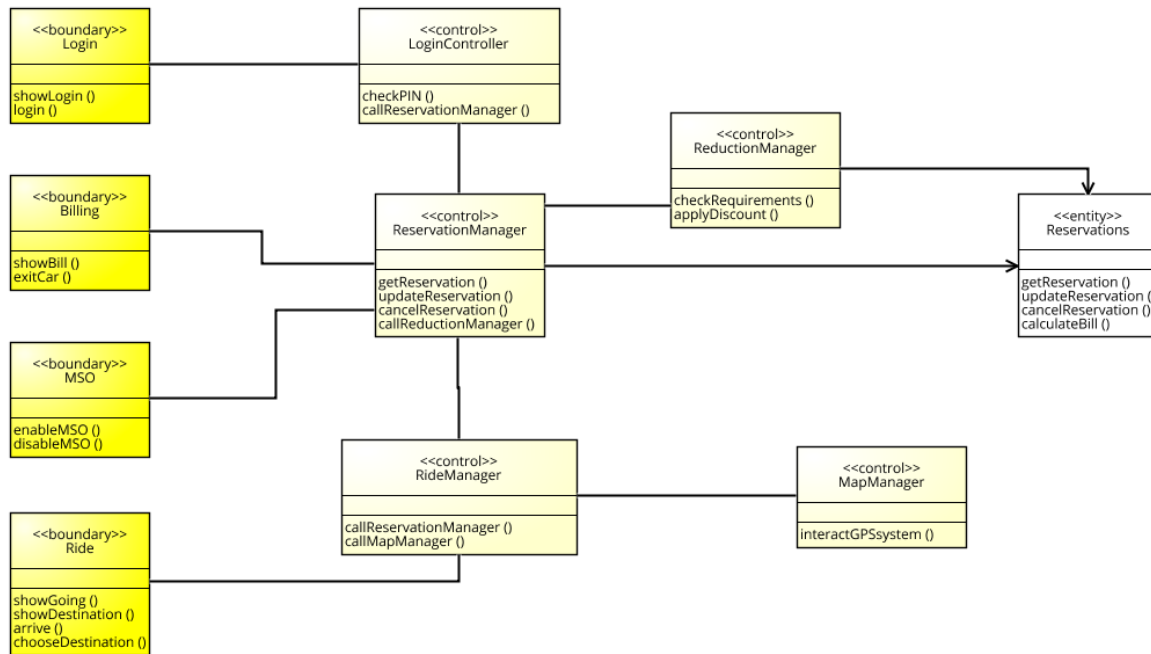 <<boundary>>
Login
showLogin ()
login ()
<<control>>
LoginController
checkPIN ()
callReservationManager ()
<<control>>
ReductionManager
checkRequirements ()
applyDiscount ()
<<boundary>>
Billing
showBill ()
exitCar ()
<<control>>
ReservationManager
getReservation ()
updateReservation ()
cancelReservation ()
callReductionManager ()
<<entity>>
Reservations
getReservation ()
updateReservation (
cancelReservation ()
calculateBill ()
<<boundary>>
MSO
enableMSO ()
disableMSO ()
<<control>>
RideManager
callReservationManager ()
callMapManager ()
<<control>>
MapManager
interactGPSsystem ()
<<boundary>>
Ride
showGoing ()
showDestination ()
arrive ()
chooseDestination ()